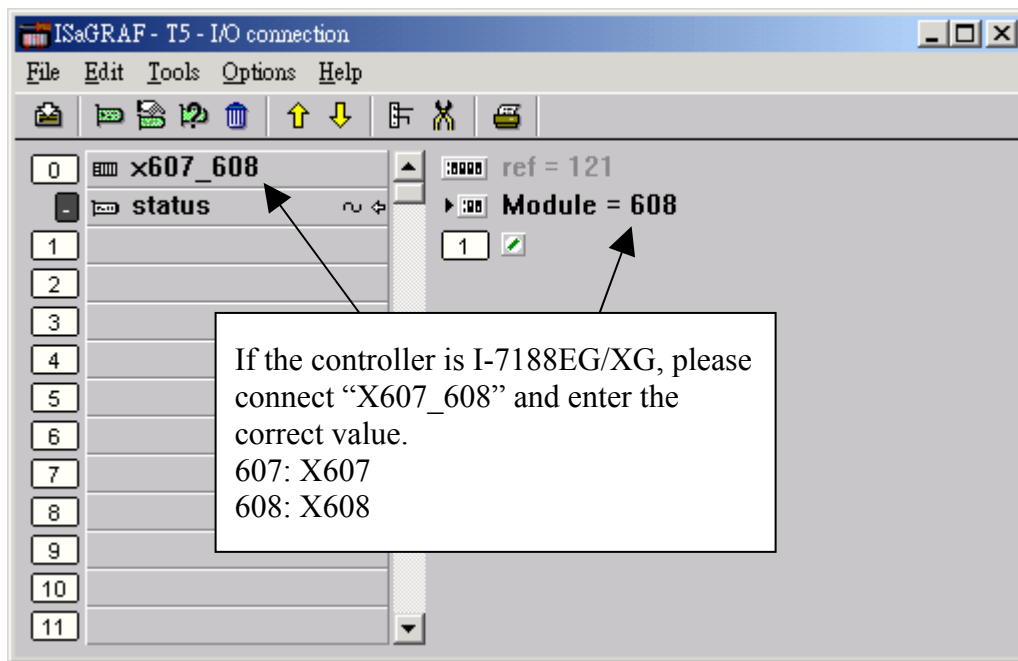 ISaGRAF - T5 - I/O connection
File Edit Tools Options Help
0 x607_608
- status
1
2
3
4
5
6
7
8
9
10
11
ref = 121
Module = 608
1
If the controller is I-7188EG/XG, please
connect “X607_608” and enter the
correct value.
607: X607
608: X608